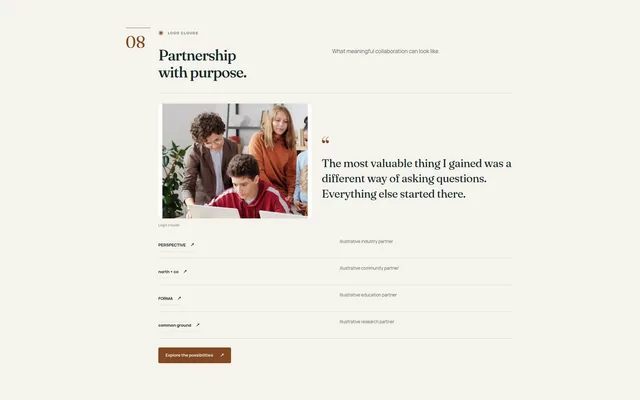 08
LOGO CLOUDS
Partnership
with purpose.
What meaningful collaboration can look like.
“
The most valuable thing I gained was a
different way of asking questions.
Everything else started there.
PERSPECTIVE ↗
Illustrative industry partner
north + co ↗
Illustrative community partner
FORMA ↗
Illustrative education partner
common ground ↗
Illustrative research partner
Explore the possibilities ↗